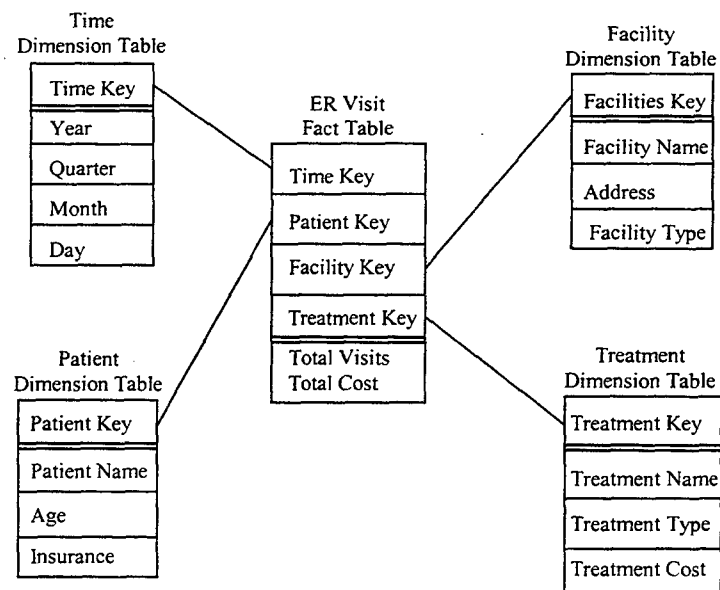 Time
Dimension Table
Time Key
Year
Quarter
Month
Day
ER Visit
Fact Table
Time Key
Patient Key
Facility Key
Treatment Key
Total Visits
Total Cost
Facility
Dimension Table
Facilities Key
Facility Name
Address
Facility Type
Patient
Dimension Table
Patient Key
Patient Name
Age
Insurance
Treatment
Dimension Table
Treatment Key
Treatment Name
Treatment Type
Treatment Cost